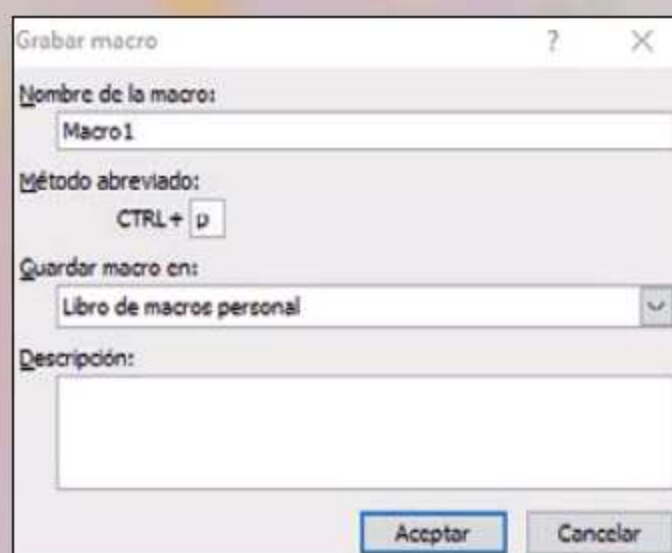 Grabar macro ?
Nombre de la macro:
Macro1
Método abreviado:
CTRL+ p
Guardar macro en:
Libro de macros personal
Descripción:
Aceptar Cancelar